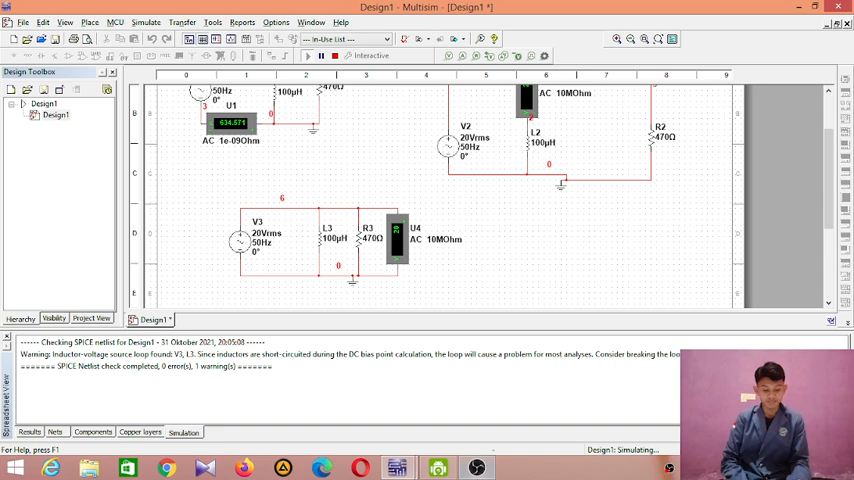 Design1 - Multisim - [Design1 *]
File Edit View Place MCU Simulate Transfer Tools Reports Options Window Help
--- In-Use List ---
Interactive
Design Toolbox
Design1
Design1
0 1 2 3 4 5 6 7 8 9
50Hz
0°
100µH
470Ω
3
U1
0
634.571
AC 1e-09Ohm
AC 10MOhm
2
V2
20Vrms
50Hz
0°
L2
100µH
R2
470Ω
0
B
C
D
E
6
V3
20Vrms
50Hz
0°
L3
100µH
R3
470Ω
20
V
U4
AC 10MOhm
0
Hierarchy Visibility Project View
Design1 *
Spreadsheet View
------ Checking SPICE netlist for Design1 - 31 Oktober 2021, 20:05:08 ------
Warning: Inductor-voltage source loop found: V3, L3. Since inductors are short-circuited during the DC bias point calculation, the loop will cause a problem for most analyses. Consider breaking the loo
======= SPICE Netlist check completed, 0 error(s), 1 warning(s) =======
Results Nets Components Copper layers Simulation
For Help, press F1
Design1: Simulating...